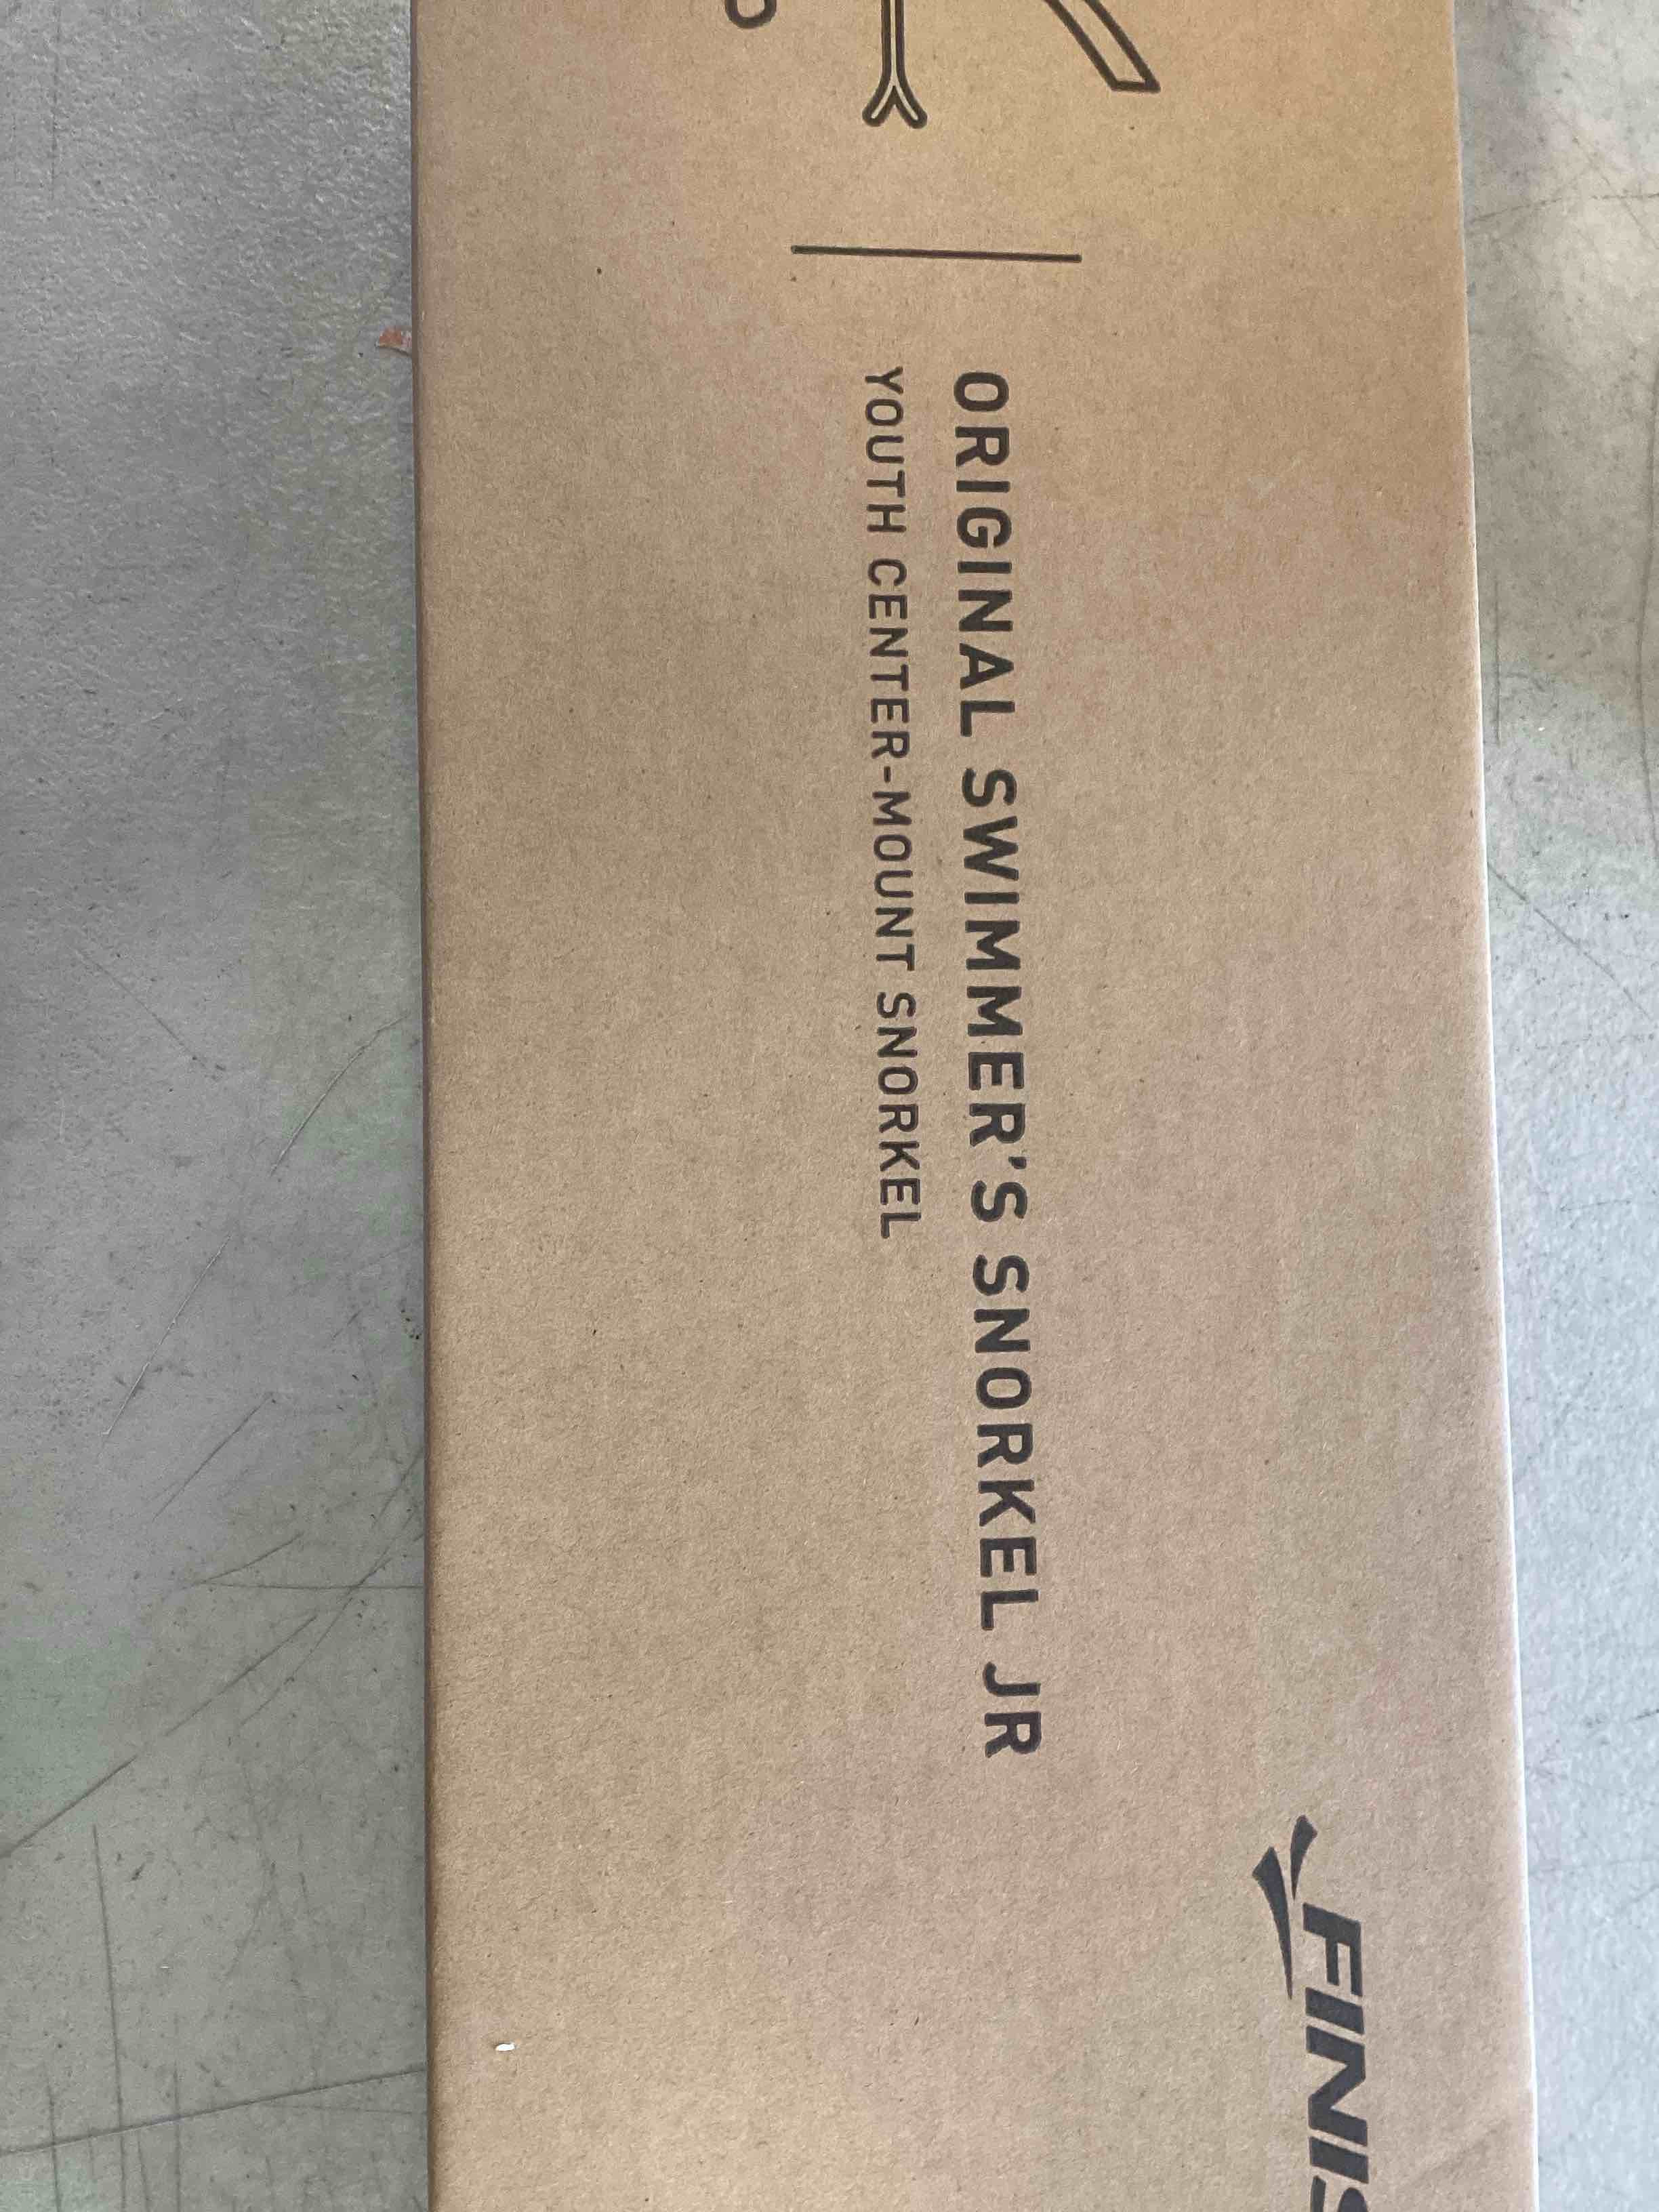 ORIGINAL SWIMMER'S SNORKEL JR
YOUTH CENTER-MOUNT SNORKEL
FINIS